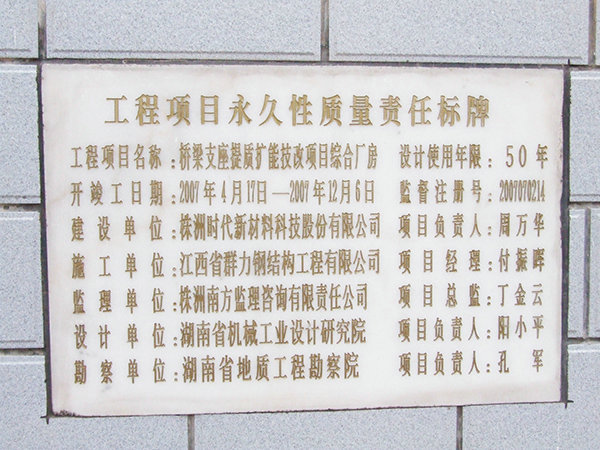 工程项目永久性质量责任标牌
工程项目名称：桥梁支座提质扩能技改项目综合厂房 设计使用年限：50年
开竣工日期：2007年4月17日—2007年12月6日 监督注册号：2007070214
建设单位：株洲时代新材料科技股份有限公司 项目负责人：周万华
施工单位：江西省群力钢结构工程有限公司 项目经理：付振晖
监理单位：株洲南方监理咨询有限责任公司 项目总监：丁金云
设计单位：湖南省机械工业设计研究院 项目负责人：阳小平
勘察单位：湖南省地质工程勘察院 项目负责人：孔军